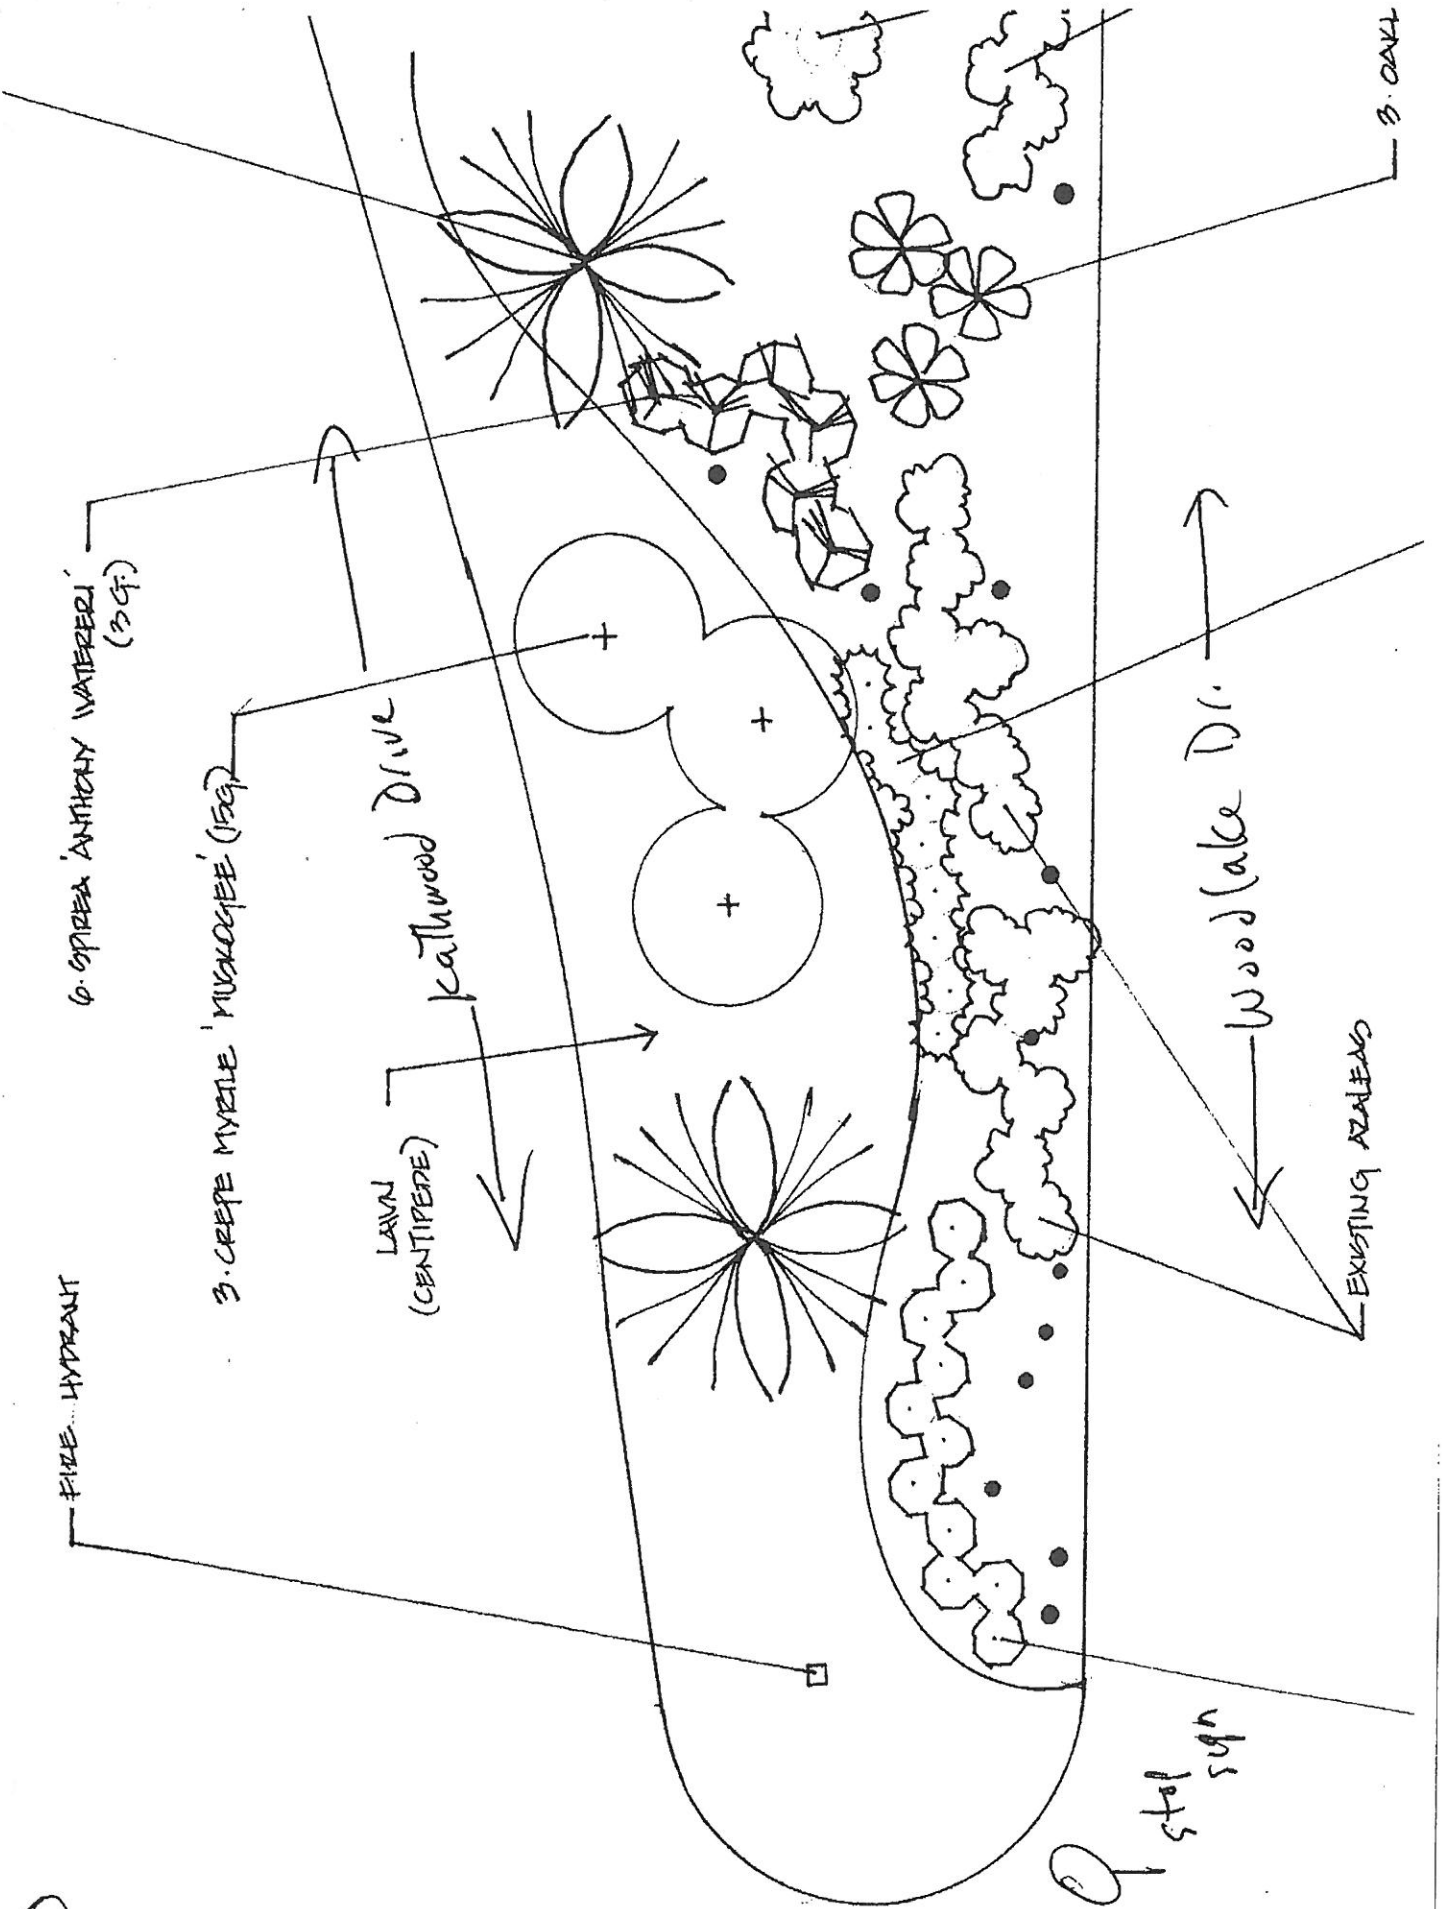 FIRE HYDRANT
6·SPIREA 'ANTHONY WATERERI'
(3G.)
3·CREPE MYRTLE 'MUSKOGEE' (15G)
LAWN
(CENTIPEDE)
Kathwood Drive
Woodlake Dr.
EXISTING AZALEAS
3·OAKL
stop
sign